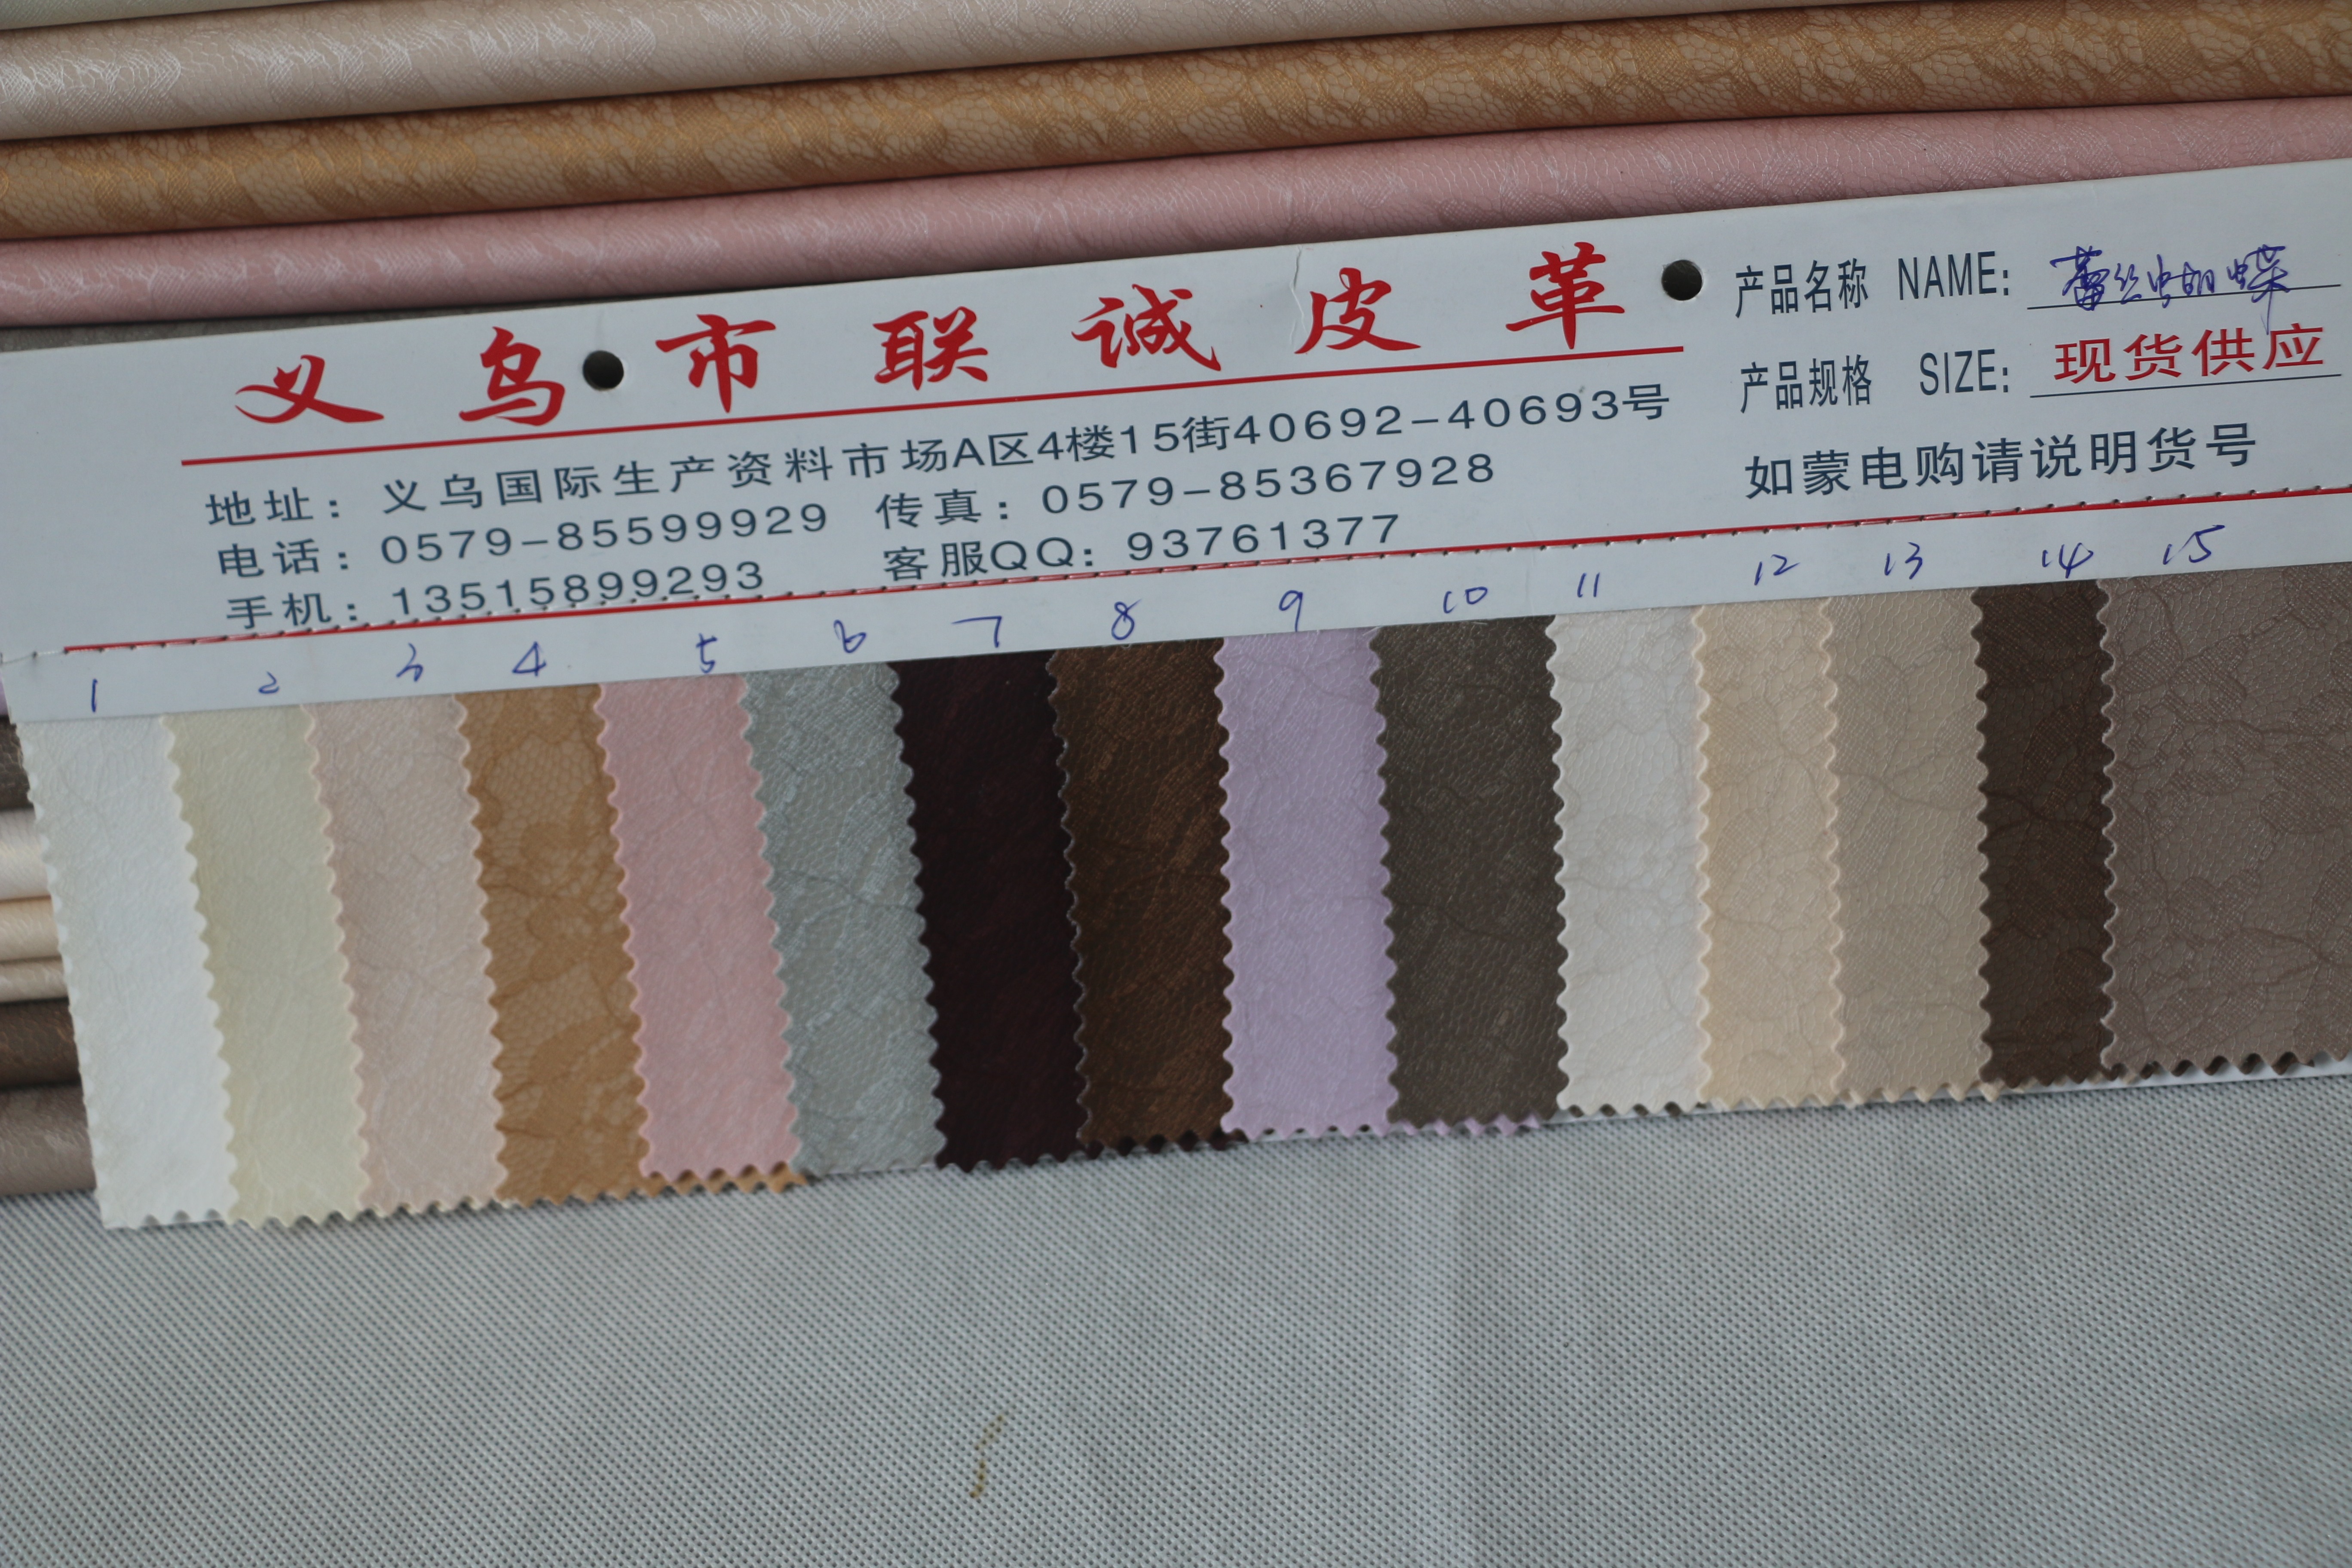 义乌市联诚皮革
地址：义乌国际生产资料市场A区4楼15街40692-40693号
电话：0579-85599929 传真：0579-85367928
手机：13515899293 客服QQ：93761377
产品名称 NAME：蕾丝蝴蝶
产品规格 SIZE：现货供应
如蒙电购请说明货号
1 2 3 4 5 6 7 8 9 10 11 12 13 14 15